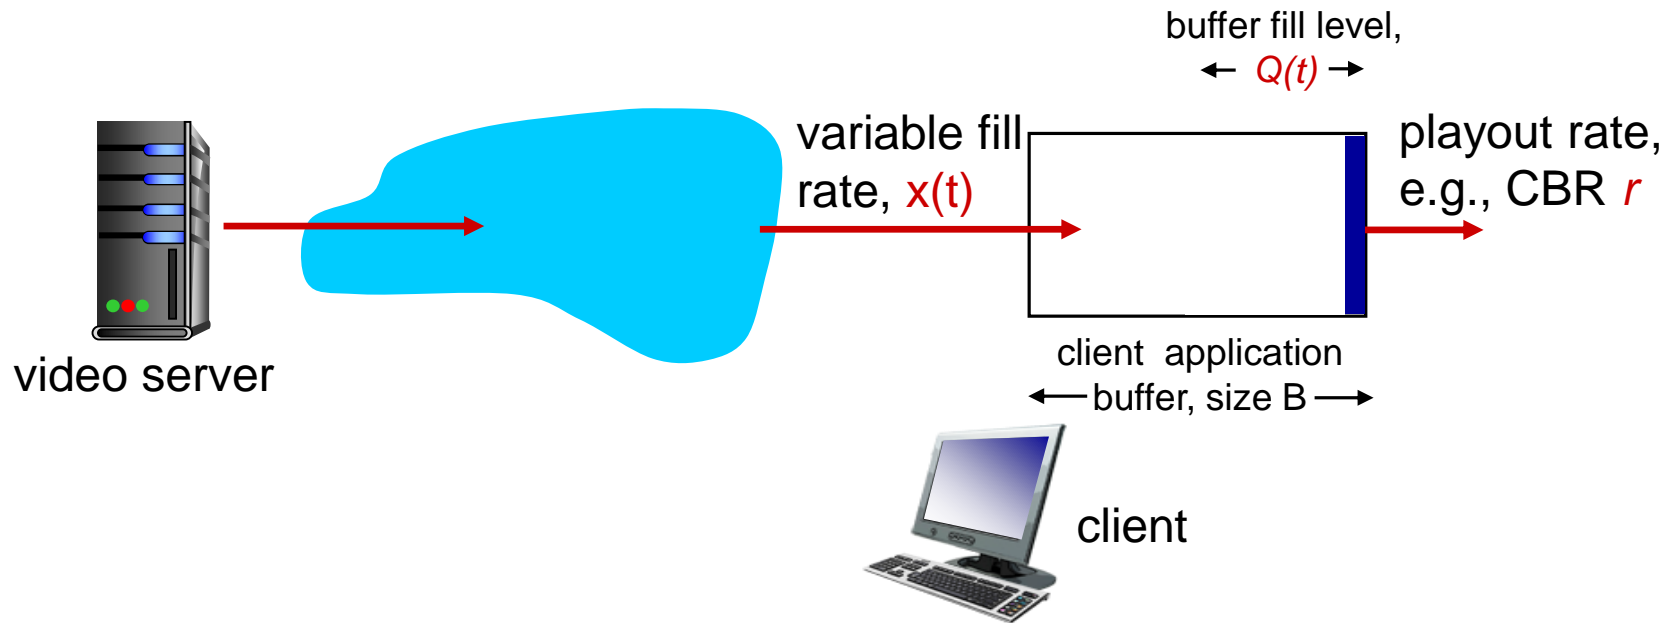 buffer fill level,
Q(t)
variable fill
rate, x(t)
playout rate,
e.g., CBR r
video server
client application
buffer, size B
client